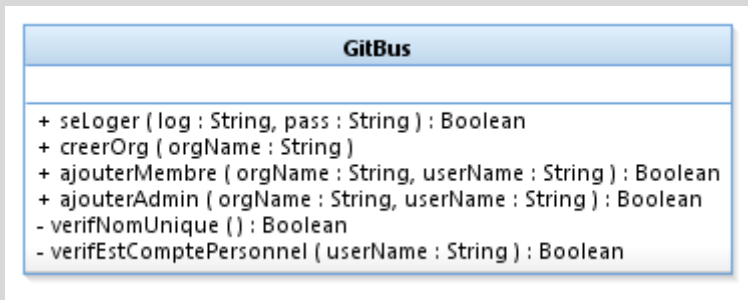 GitBus
+ seLoger ( log : String, pass : String ) : Boolean
+ creerOrg ( orgName : String )
+ ajouterMembre ( orgName : String, userName : String ) : Boolean
+ ajouterAdmin ( orgName : String, userName : String ) : Boolean
- verifNomUnique () : Boolean
- verifEstComptePersonnel ( userName : String ) : Boolean